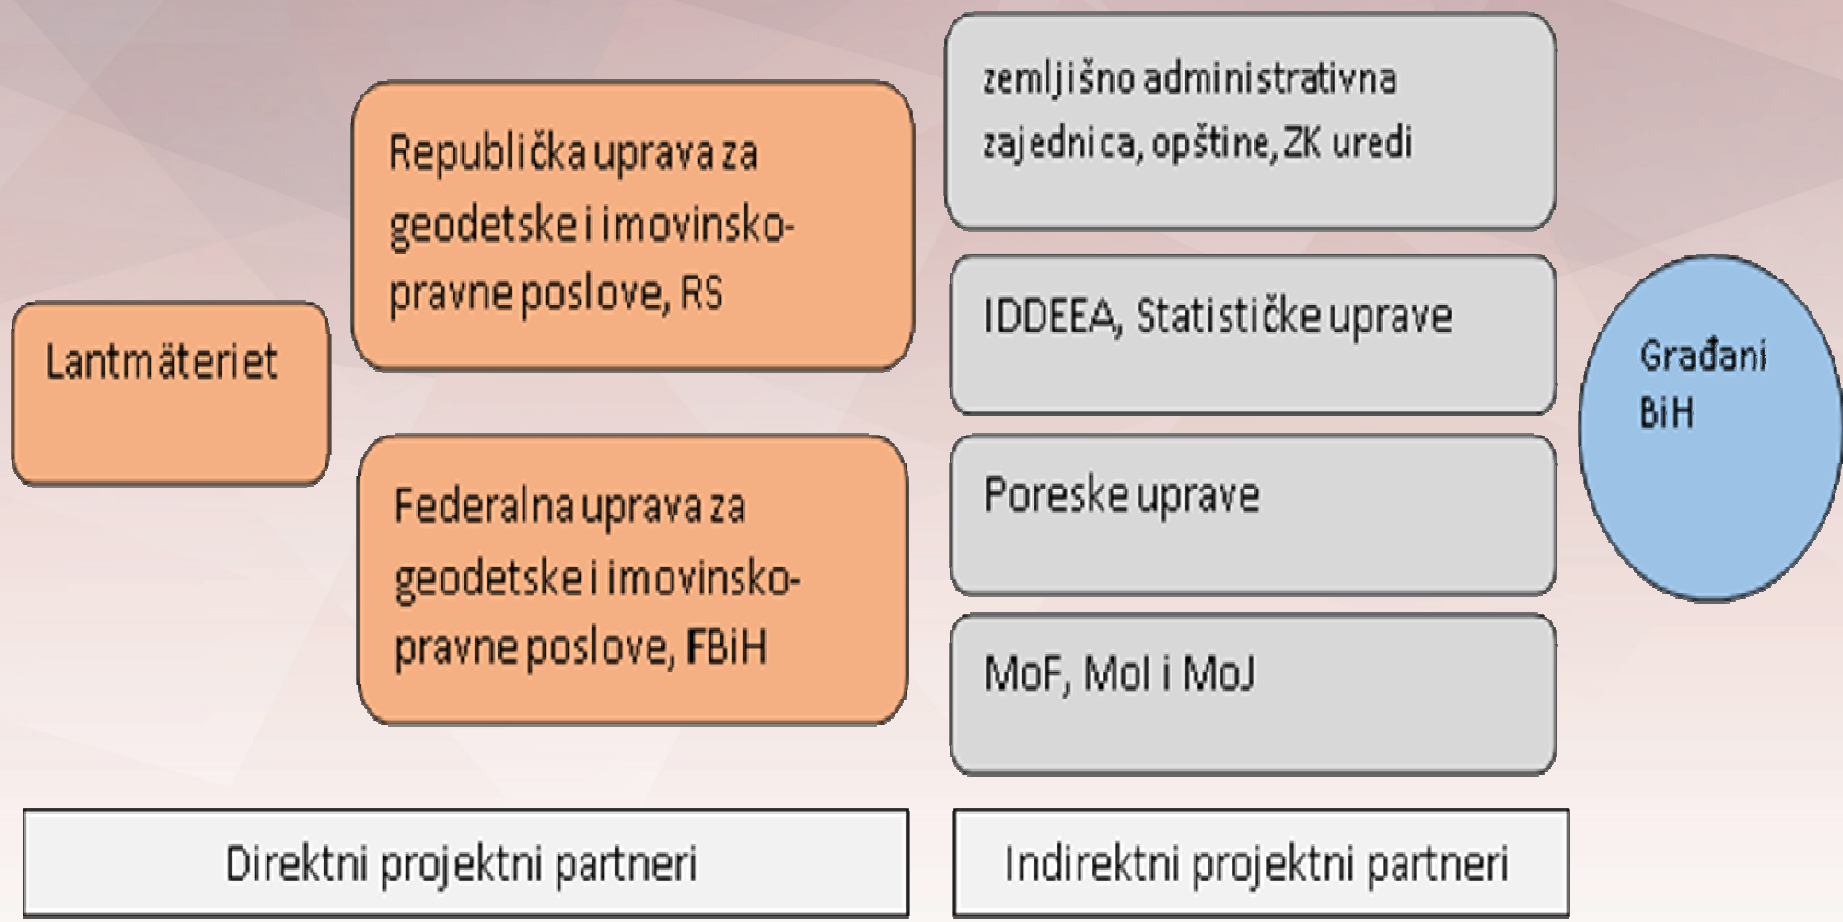 Lantmäteriet
Republička uprava za
geodetske i imovinsko-
pravne poslove, RS
Federalna uprava za
geodetske i imovinsko-
pravne poslove, FBiH
zemljišno administrativna
zajednica, opštine, ZK uredi
IDDEEA, Statističke uprave
Poreske uprave
MoF, MoI i MoJ
Građani
BiH
Direktni projektni partneri
Indirektni projektni partneri